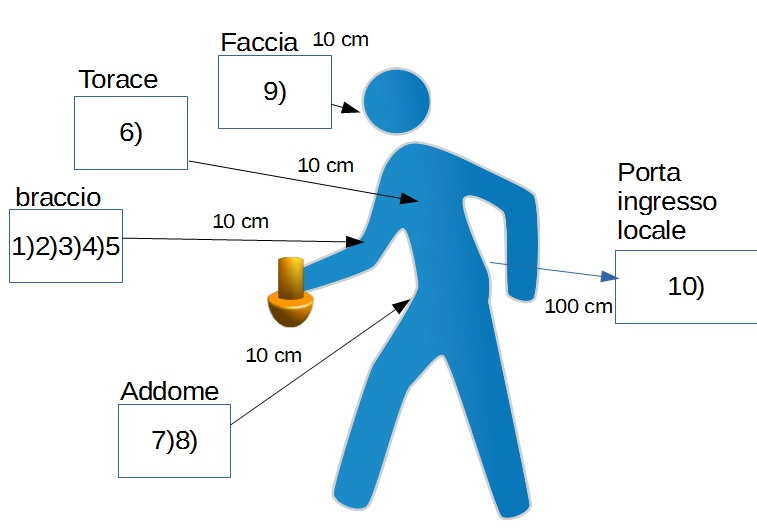 Faccia 10 cm
9)
Torace
6)
10 cm
braccio
1)2)3)4)5
10 cm
Porta
ingresso
locale
10)
100 cm
10 cm
Addome
7)8)